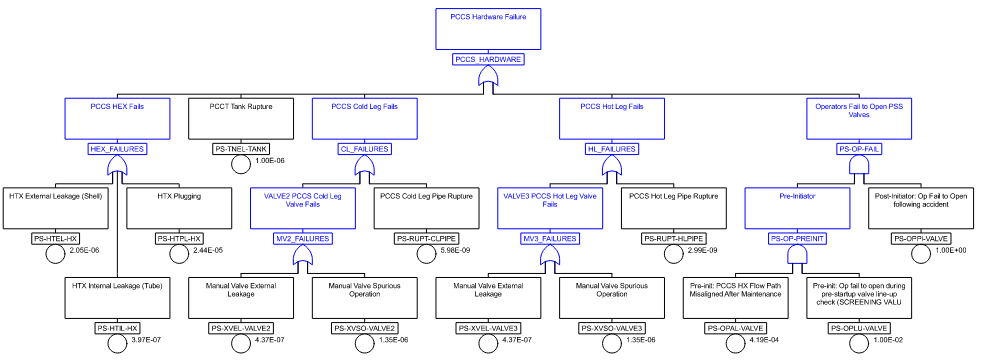 PCCS Hardware Failure
PCCS_HARDWARE
PCCS HEX Fails
HEX_FAILURES
PCCT Tank Rupture
PS-TNEL-TANK
1.00E-06
PCCS Cold Leg Fails
CL_FAILURES
PCCS Hot Leg Fails
HL_FAILURES
Operators Fail to Open PSS
Valves
PS-OP-FAIL
HTX External Leakage (Shell)
PS-HTEL-HX
2.05E-06
HTX Plugging
PS-HTPL-HX
2.44E-05
VALVE2 PCCS Cold Leg
Valve Fails
MV2_FAILURES
PCCS Cold Leg Pipe Rupture
PS-RUPT-CLPIPE
5.98E-09
VALVE3 PCCS Hot Leg Valve
Fails
MV3_FAILURES
PCCS Hot Leg Pipe Rupture
PS-RUPT-HLPIPE
2.99E-09
Pre-Initiator
PS-OP-PREINIT
Post-Initiator: Op Fail to Open
following accident
PS-OPPI-VALVE
1.00E+00
HTX Internal Leakage (Tube)
PS-HTIL-HX
3.97E-07
Manual Valve External
Leakage
PS-XVEL-VALVE2
4.37E-07
Manual Valve Spurious
Operation
PS-XVSO-VALVE2
1.35E-06
Manual Valve External
Leakage
PS-XVEL-VALVE3
4.37E-07
Manual Valve Spurious
Operation
PS-XVSO-VALVE3
1.35E-06
Pre-init: PCCS HX Flow Path
Misaligned After Maintenance
PS-OPAL-VALVE
4.19E-04
Pre-init: Op fail to open during
pre-startup valve line-up
check (SCREENING VALU
PS-OPLU-VALVE
1.00E-02